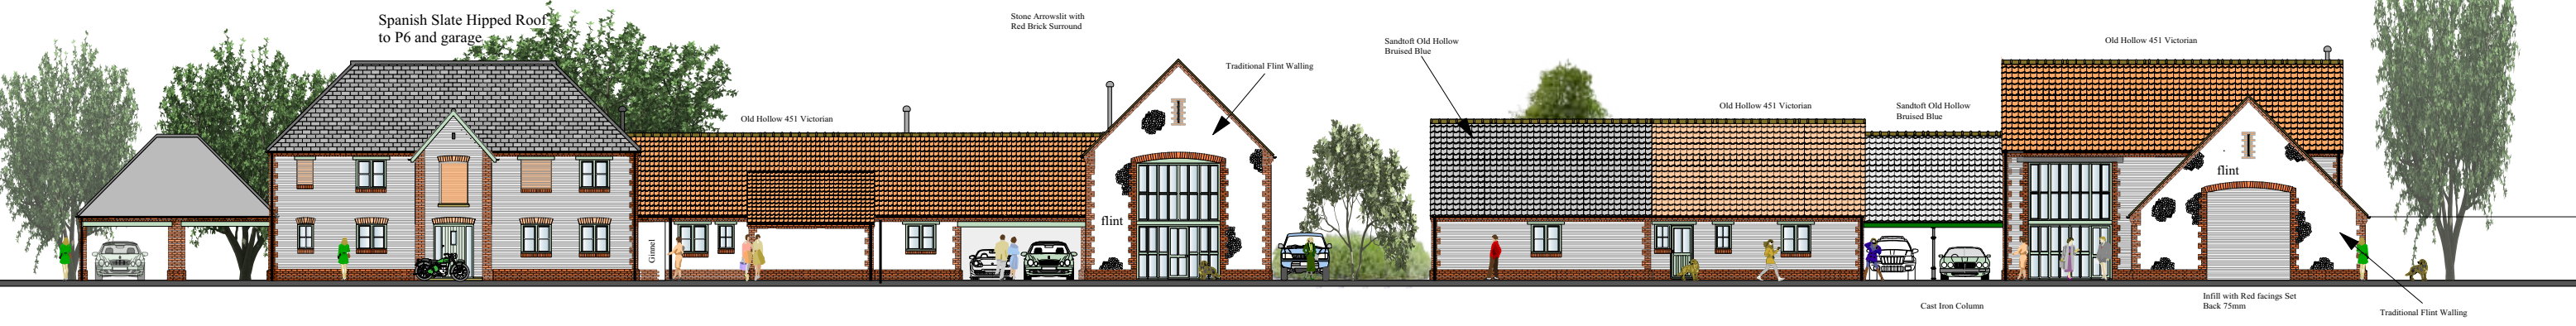 Spanish Slate Hipped Roof
to P6 and garage
Stone Arrowslit with
Red Brick Surround
Traditional Flint Walling
Old Hollow 451 Victorian
Ginnel
flint
Sandtoft Old Hollow
Bruised Blue
Old Hollow 451 Victorian
Sandtoft Old Hollow
Bruised Blue
Old Hollow 451 Victorian
flint
Cast Iron Column
Infill with Red facings Set
Back 75mm
Traditional Flint Walling